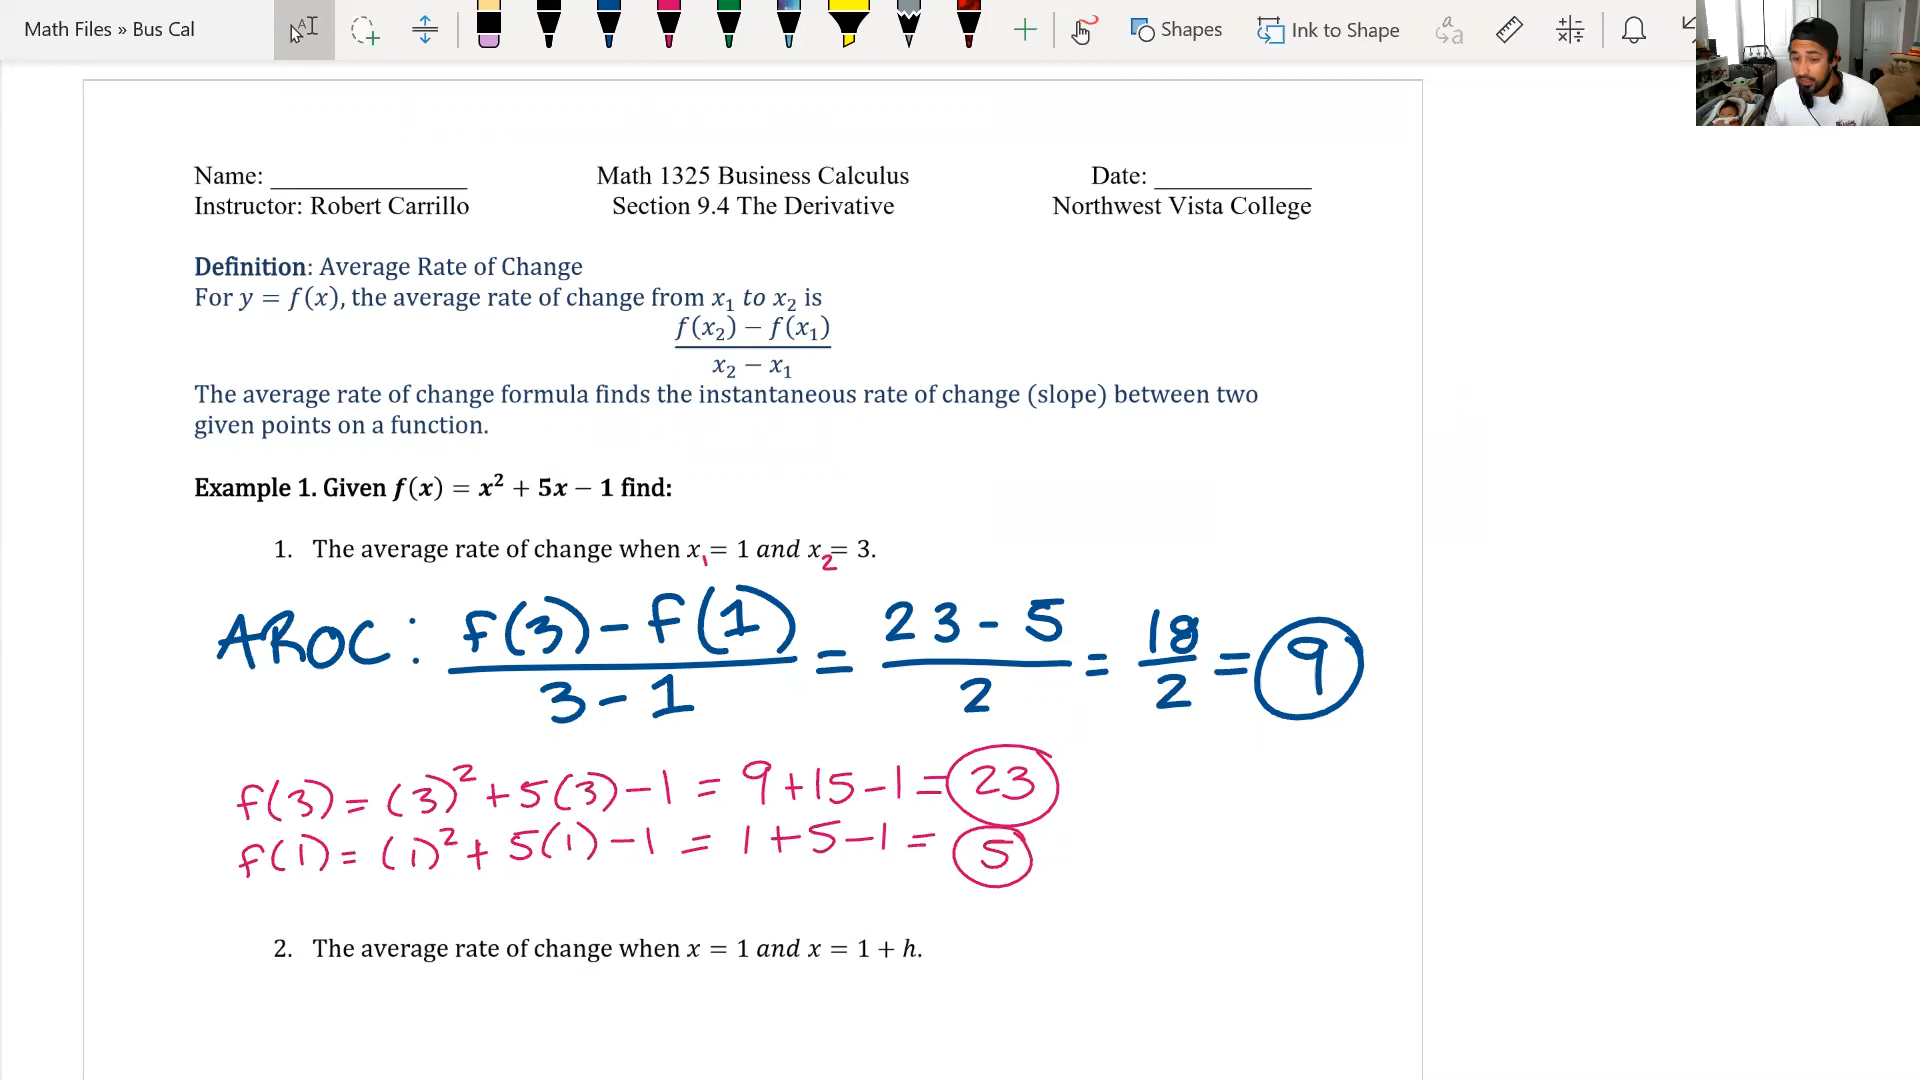 Math Files » Bus Cal
Shapes
Ink to Shape
Name: _______________ Math 1325 Business Calculus Date: ____________
Instructor: Robert Carrillo Section 9.4 The Derivative Northwest Vista College
Definition: Average Rate of Change
For y = f(x), the average rate of change from x₁ to x₂ is
f(x₂) − f(x₁)
x₂ − x₁
The average rate of change formula finds the instantaneous rate of change (slope) between two
given points on a function.
Example 1. Given f(x) = x² + 5x − 1 find:
1. The average rate of change when x₁ = 1 and x₂ = 3.
AROC: f(3) - f(1) / 3 - 1 = 23 - 5 / 2 = 18 / 2 = 9
f(3) = (3)² + 5(3) - 1 = 9 + 15 - 1 = 23
f(1) = (1)² + 5(1) - 1 = 1 + 5 - 1 = 5
2. The average rate of change when x = 1 and x = 1 + h.